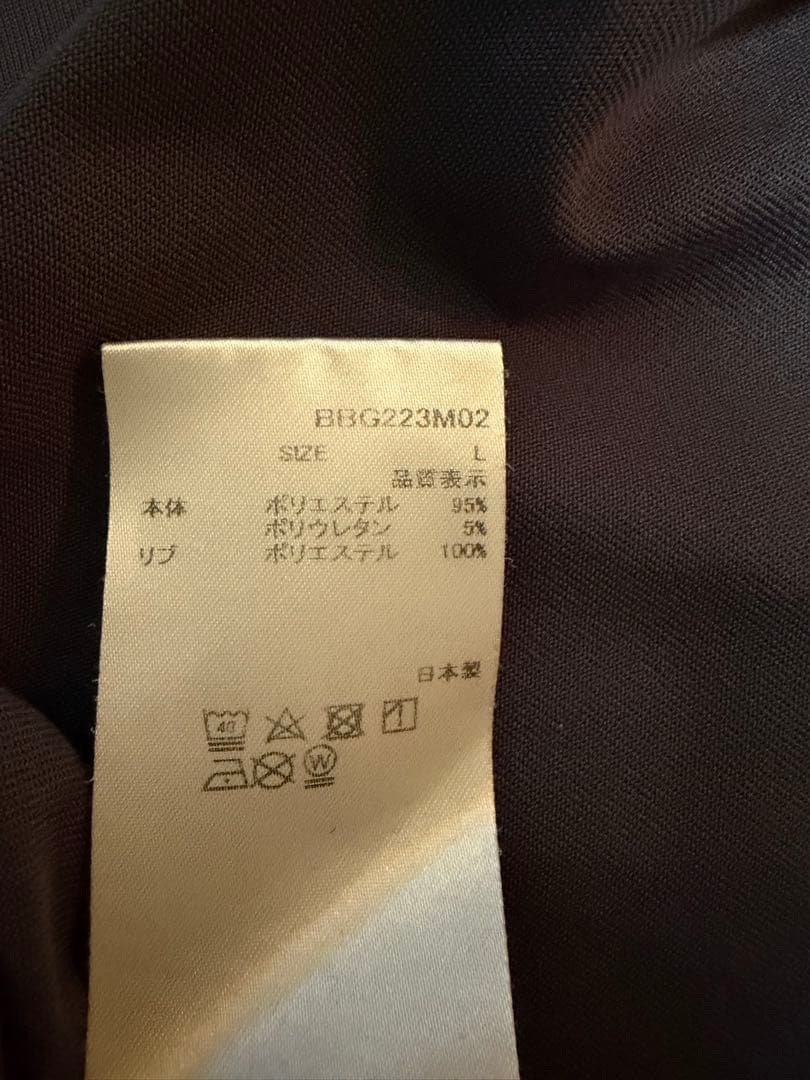 BBG223M02
SIZE L
品質表示
本体 ポリエステル 95%
ポリウレタン 5%
リブ ポリエステル 100%
日本製
40
W